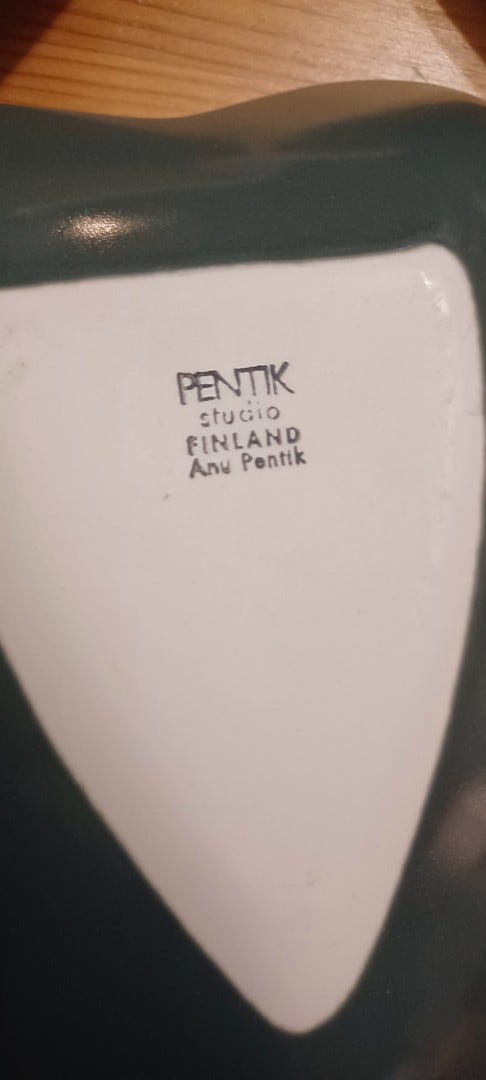 PENTIK
studio
FINLAND
Anu Pentik